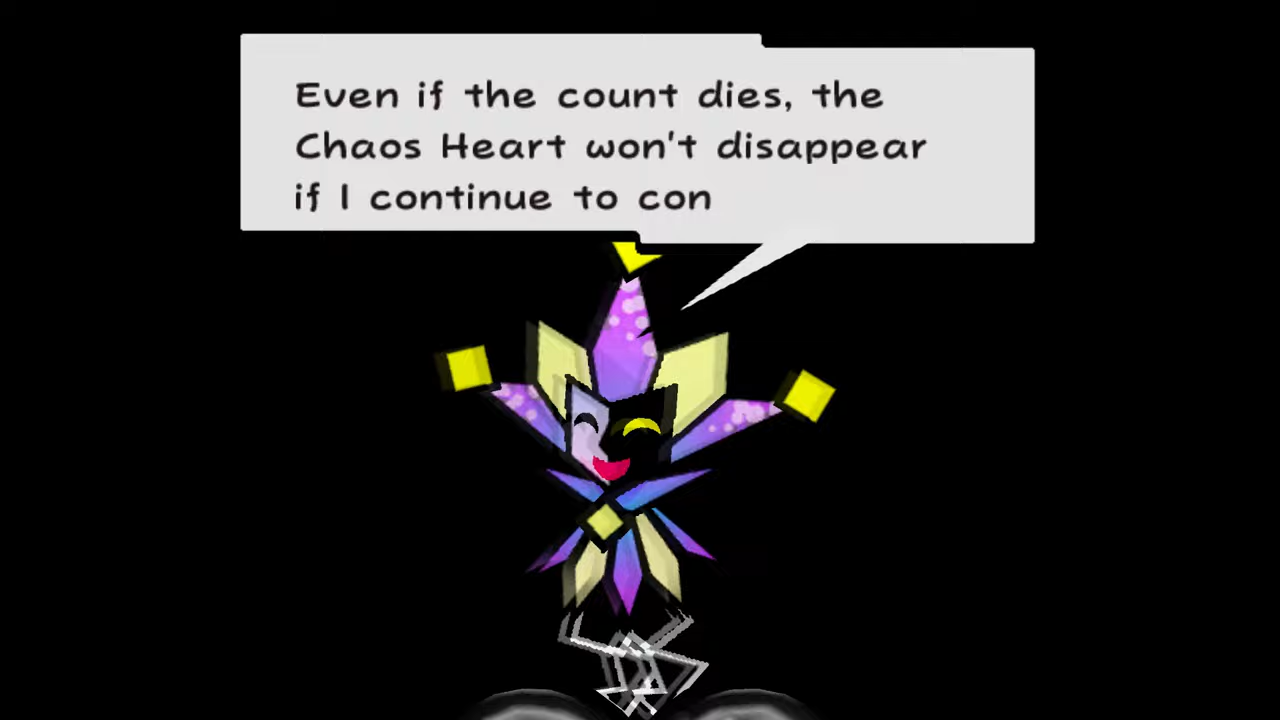 Even if the count dies, the
Chaos Heart won't disappear
if I continue to con